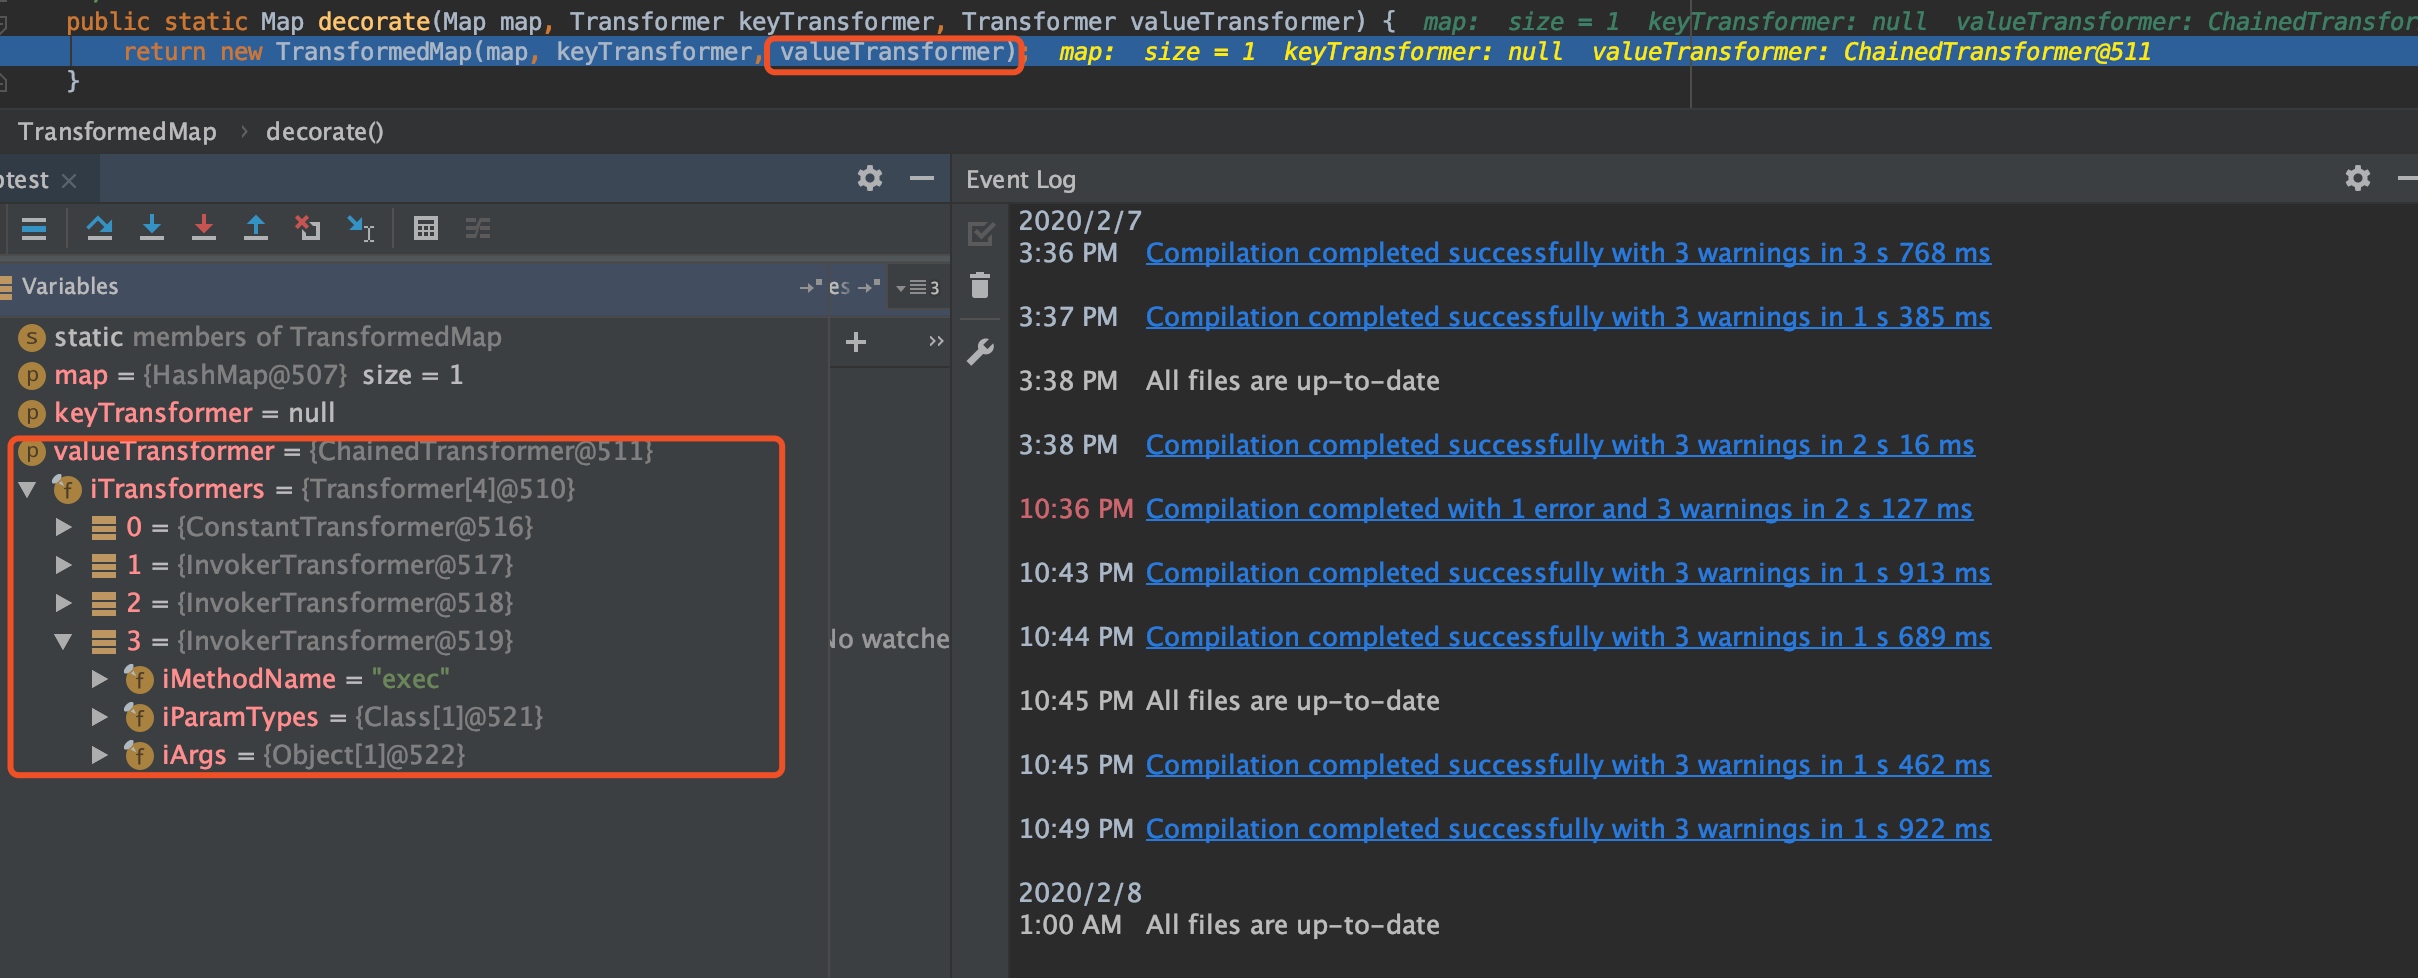 public static Map decorate(Map map, Transformer keyTransformer, Transformer valueTransformer) {  map:  size = 1  keyTransformer: null  valueTransformer: ChainedTransfor
return new TransformedMap(map, keyTransformer, valueTransformer);  map:  size = 1  keyTransformer: null  valueTransformer: ChainedTransformer@511
}
TransformedMap › decorate()
otest ×
Event Log
Variables
es
3
static members of TransformedMap
map = {HashMap@507} size = 1
keyTransformer = null
valueTransformer = {ChainedTransformer@511}
iTransformers = {Transformer[4]@510}
0 = {ConstantTransformer@516}
1 = {InvokerTransformer@517}
2 = {InvokerTransformer@518}
3 = {InvokerTransformer@519}
iMethodName = "exec"
iParamTypes = {Class[1]@521}
iArgs = {Object[1]@522}
No watche
2020/2/7
3:36 PM Compilation completed successfully with 3 warnings in 3 s 768 ms
3:37 PM Compilation completed successfully with 3 warnings in 1 s 385 ms
3:38 PM All files are up-to-date
3:38 PM Compilation completed successfully with 3 warnings in 2 s 16 ms
10:36 PM Compilation completed with 1 error and 3 warnings in 2 s 127 ms
10:43 PM Compilation completed successfully with 3 warnings in 1 s 913 ms
10:44 PM Compilation completed successfully with 3 warnings in 1 s 689 ms
10:45 PM All files are up-to-date
10:45 PM Compilation completed successfully with 3 warnings in 1 s 462 ms
10:49 PM Compilation completed successfully with 3 warnings in 1 s 922 ms
2020/2/8
1:00 AM All files are up-to-date